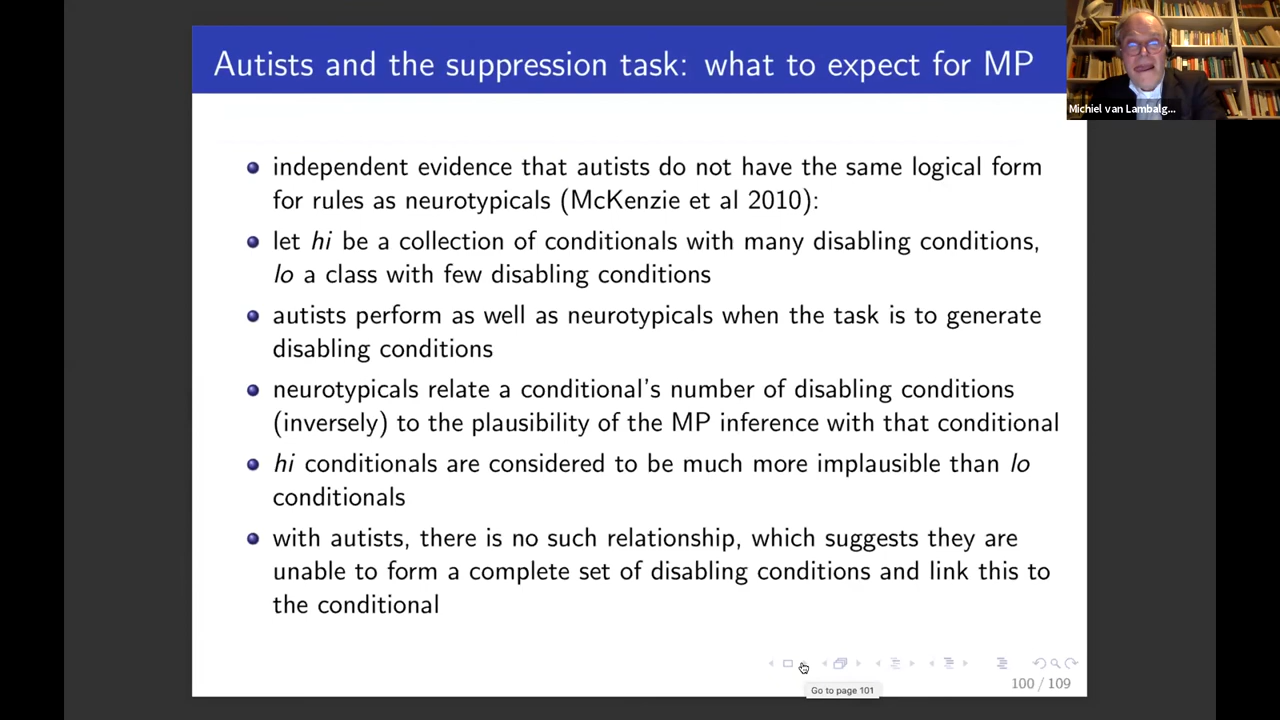 Autists and the suppression task: what to expect for MP
Michiel van Lambalg...
independent evidence that autists do not have the same logical form
for rules as neurotypicals (McKenzie et al 2010):
let hi be a collection of conditionals with many disabling conditions,
lo a class with few disabling conditions
autists perform as well as neurotypicals when the task is to generate
disabling conditions
neurotypicals relate a conditional's number of disabling conditions
(inversely) to the plausibility of the MP inference with that conditional
hi conditionals are considered to be much more implausible than lo
conditionals
with autists, there is no such relationship, which suggests they are
unable to form a complete set of disabling conditions and link this to
the conditional
100 / 109
Go to page 101